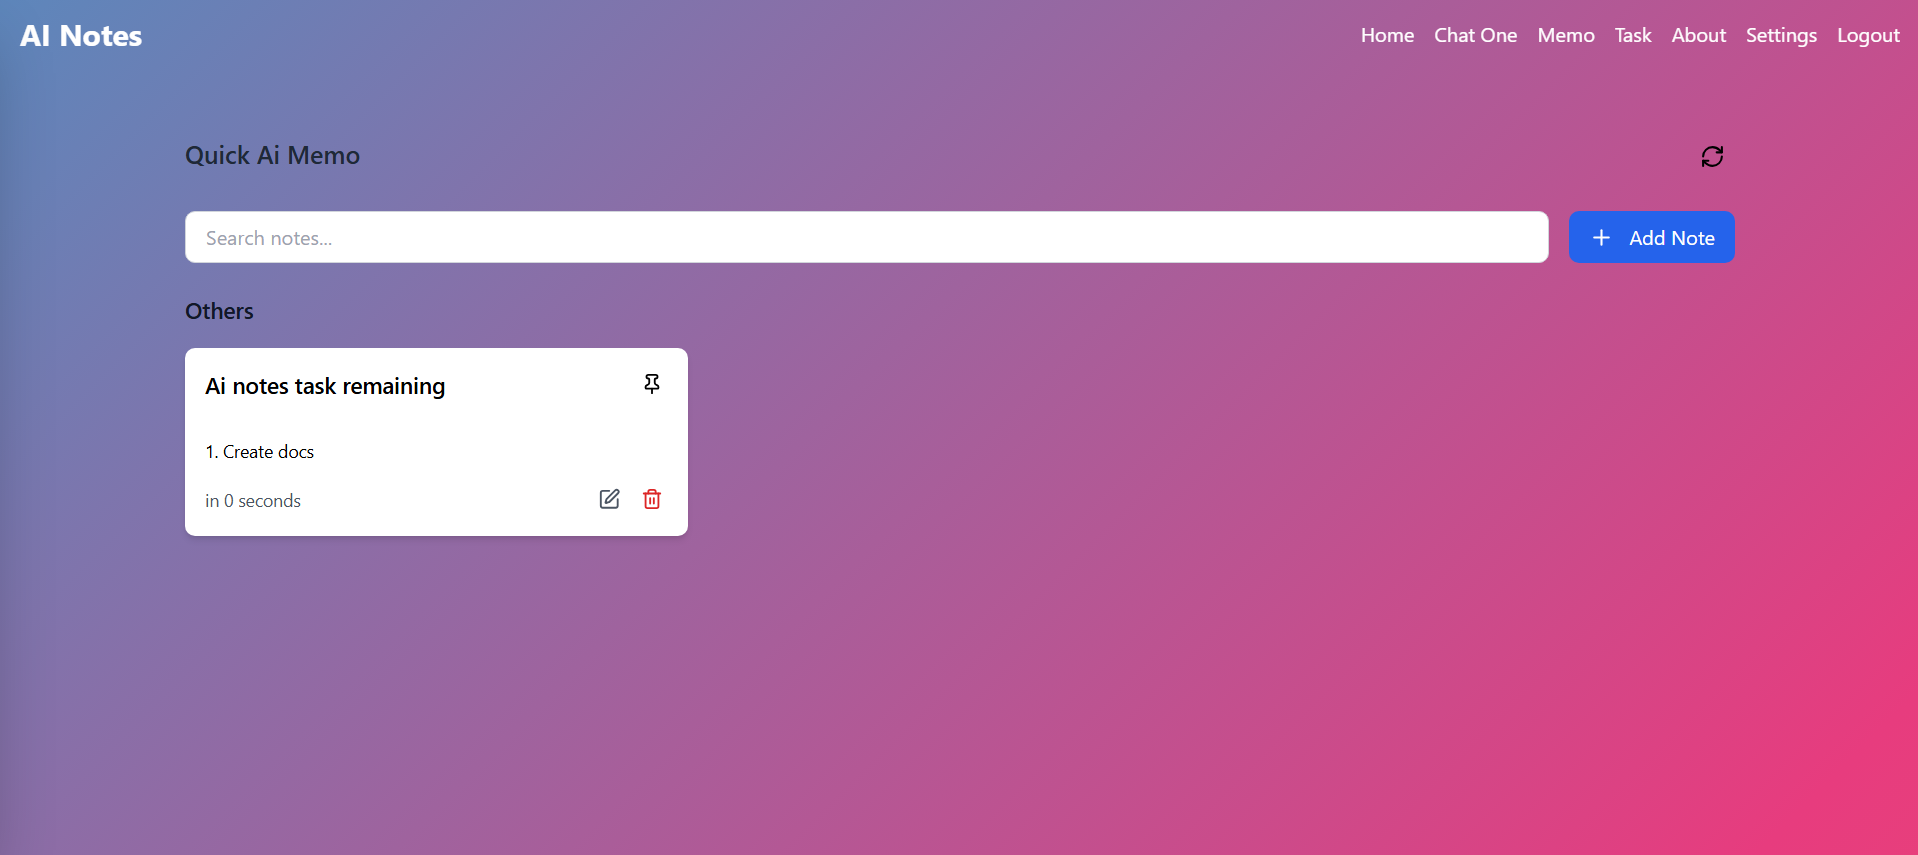 AI Notes
Home Chat One Memo Task About Settings Logout
Quick Ai Memo
Search notes...
Add Note
Others
Ai notes task remaining
1. Create docs
in 0 seconds